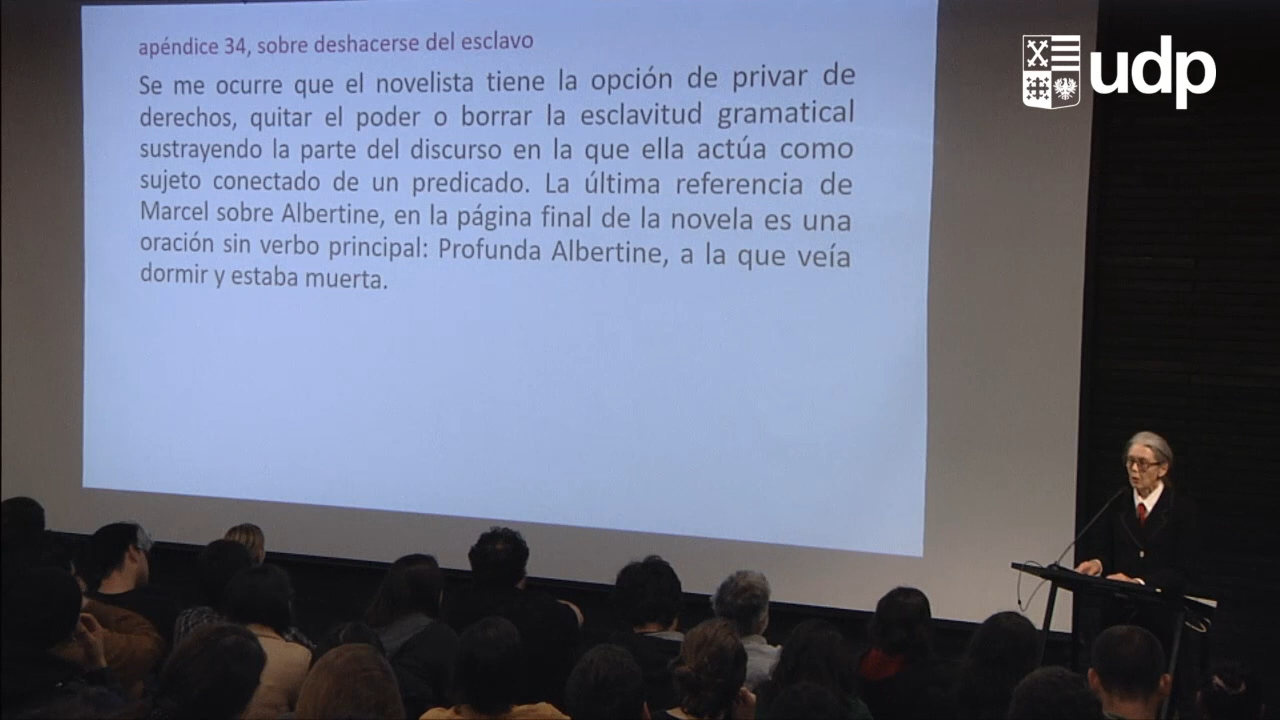 apéndice 34, sobre deshacerse del esclavo
Se me ocurre que el novelista tiene la opción de privar de
derechos, quitar el poder o borrar la esclavitud gramatical
sustrayendo la parte del discurso en la que ella actúa como
sujeto conectado de un predicado. La última referencia de
Marcel sobre Albertine, en la página final de la novela es una
oración sin verbo principal: Profunda Albertine, a la que veía
dormir y estaba muerta.
udp